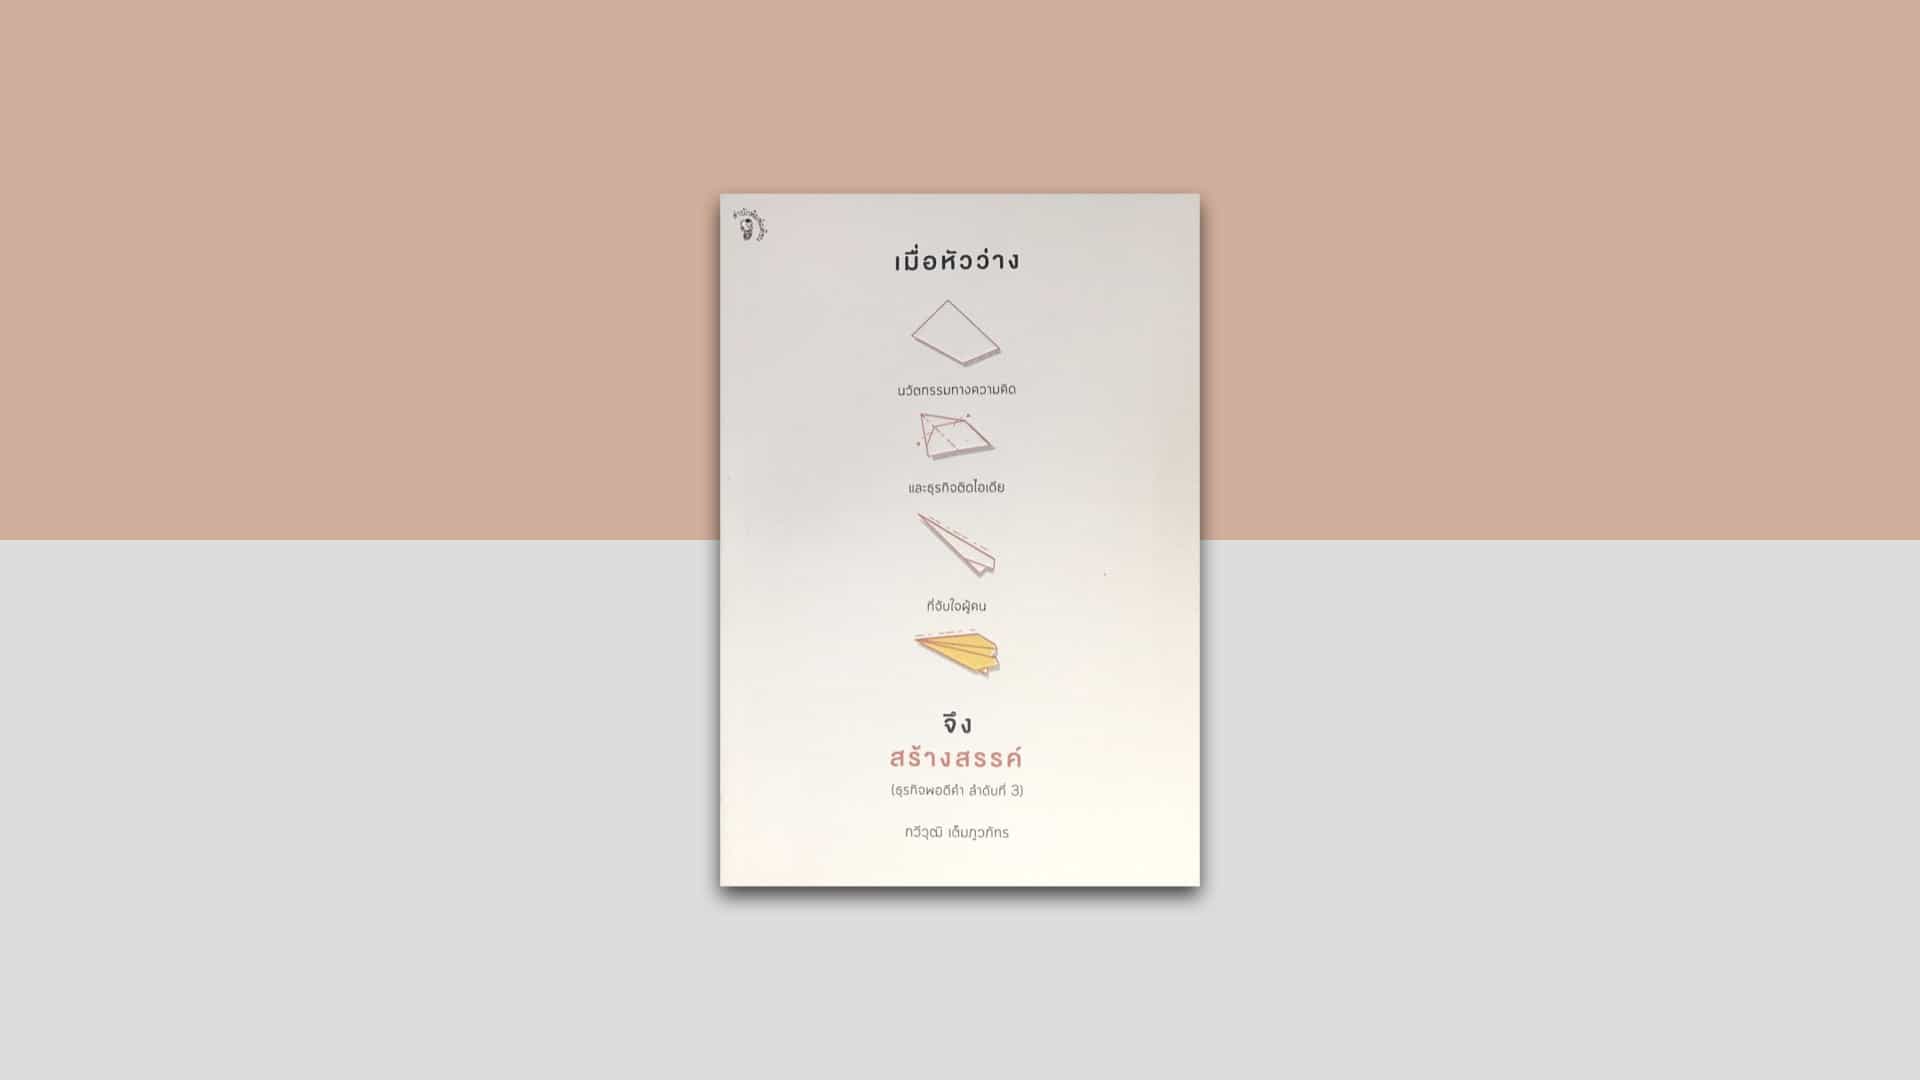 เมื่อหัวว่าง
นวัตกรรมทางความคิด
และธุรกิจติดไอเดีย
ที่จับใจผู้คน
จึง
สร้างสรรค์
(ธุรกิจพอดีคำ ลำดับที่ 3)
กวีวุฒิ เต็มภูวภัทร